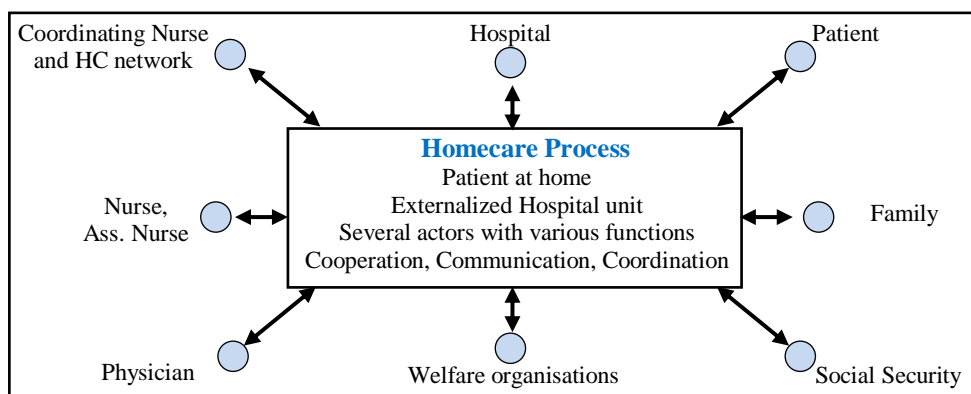 Coordinating Nurse
and HC network
Hospital
Patient
Homecare Process
Patient at home
Externalized Hospital unit
Several actors with various functions
Cooperation, Communication, Coordination
Nurse,
Ass. Nurse
Family
Physician
Welfare organisations
Social Security